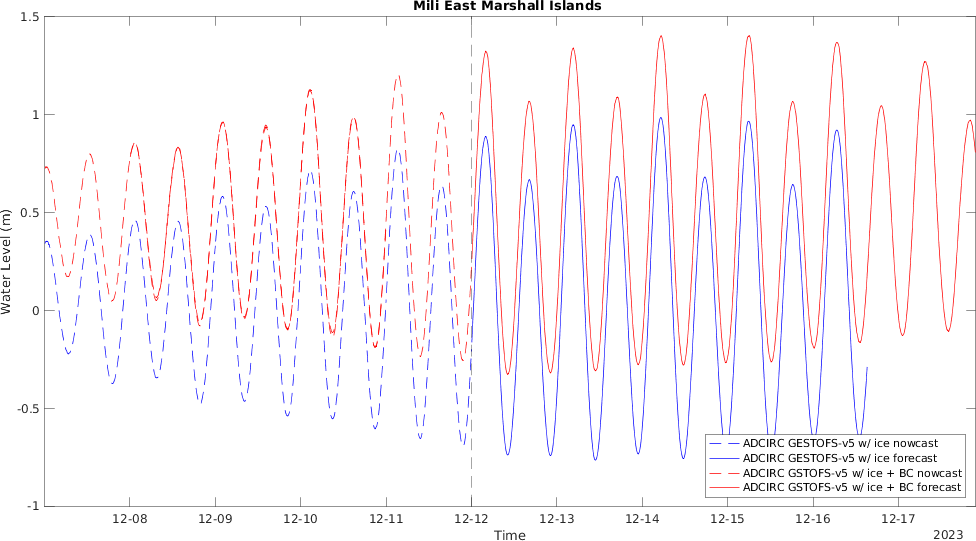 Mili East Marshall Islands
1.5
1
0.5
0
-0.5
-1
Water Level (m)
12-08 12-09 12-10 12-11 12-12 12-13 12-14 12-15 12-16 12-17
Time
2023
ADCIRC GESTOFS-v5 w/ ice nowcast
ADCIRC GESTOFS-v5 w/ ice forecast
ADCIRC GSTOFS-v5 w/ ice + BC nowcast
ADCIRC GSTOFS-v5 w/ ice + BC forecast